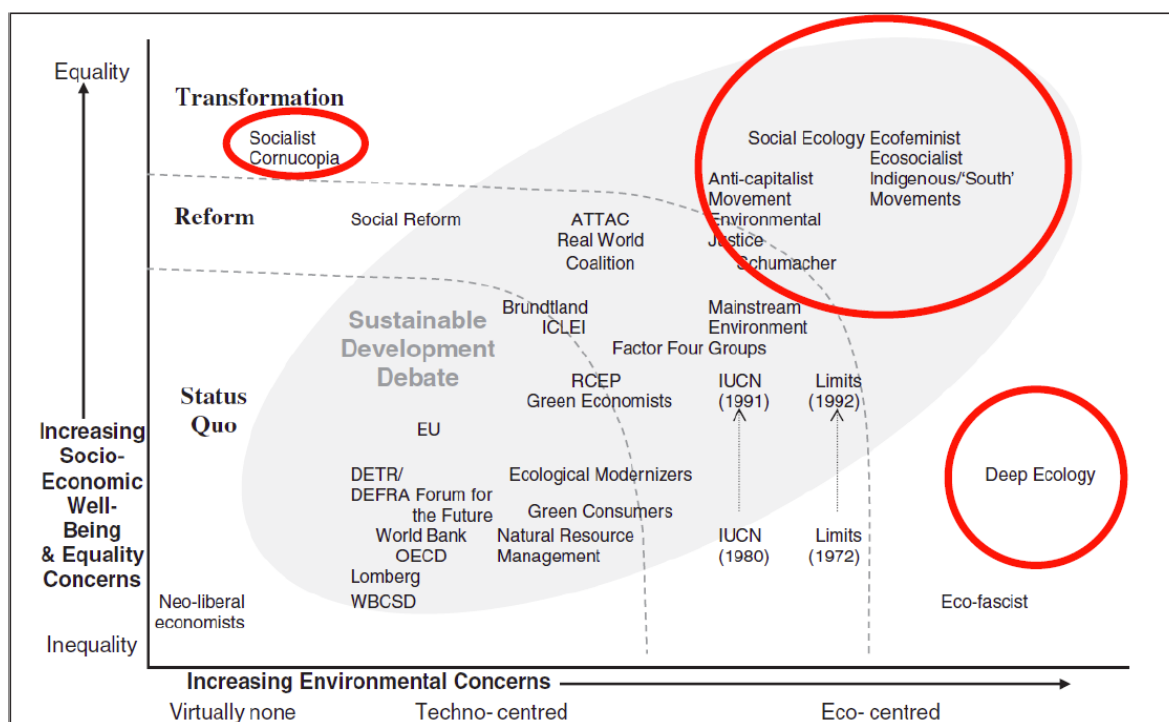 Equality
Transformation
Socialist
Cornucopia
Social Ecology Ecofeminist
Ecosocialist
Anti-capitalist Indigenous/'South'
Movement Movements
Reform Social Reform ATTAC Environmental
Real World Justice
Coalition Schumacher
Brundtland Mainstream
ICLEI Environment
Sustainable
Development
Debate
Factor Four Groups
Status
Quo
RCEP IUCN Limits
Green Economists (1991) (1992)
EU
Increasing
Socio-
Economic
Well-
Being
& Equality
Concerns
DETR/ Ecological Modernizers Deep Ecology
DEFRA Forum for
the Future Green Consumers
World Bank Natural Resource IUCN Limits
OECD Management (1980) (1972)
Lomberg
Neo-liberal WBCSD Eco-fascist
economists
Inequality
Increasing Environmental Concerns
Virtually none Techno- centred Eco- centred